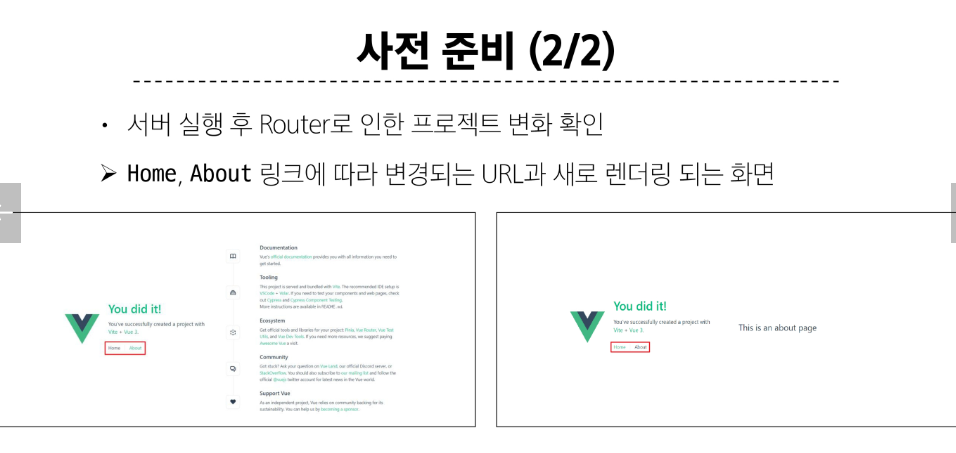 사전 준비 (2/2)
• 서버 실행 후 Router로 인한 프로젝트 변화 확인
➢ Home, About 링크에 따라 변경되는 URL과 새로 렌더링 되는 화면
You did it!
You've successfully created a project with
Vite + Vue 3.
Home About
Documentation
Vue's official documentation provides you with all information you need to
get started.
Tooling
This project is served and bundled with Vite. The recommended IDE setup is
VSCode + Volar. If you need to test your components and web pages, check
out Cypress and Cypress Component Testing.
More instructions are available in README.md.
Ecosystem
Get official tools and libraries for your project: Pinia, Vue Router, Vue Test
Utils, and Vue Dev Tools. If you need more resources, we suggest paying
Awesome Vue a visit.
Community
Got stuck? Ask your question on Vue Land, our official Discord server, or
StackOverflow. You should also subscribe to our mailing list and follow the
official @vuejs twitter account for latest news in the Vue world.
Support Vue
As an independent project, Vue relies on community backing for its
sustainability. You can help us by becoming a sponsor.
You did it!
You've successfully created a project with
Vite + Vue 3.
Home About
This is an about page